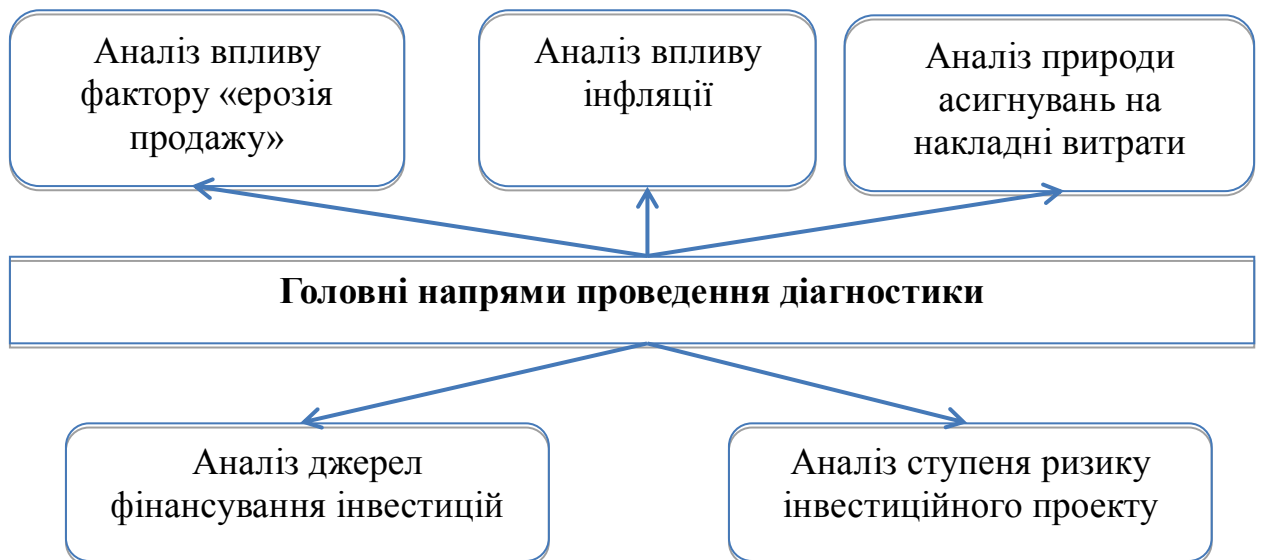 Аналіз впливу
фактору «ерозія
продажу»
Аналіз впливу
інфляції
Аналіз природи
асигнувань на
накладні витрати
Головні напрями проведення діагностики
Аналіз джерел
фінансування інвестицій
Аналіз ступеня ризику
інвестиційного проекту